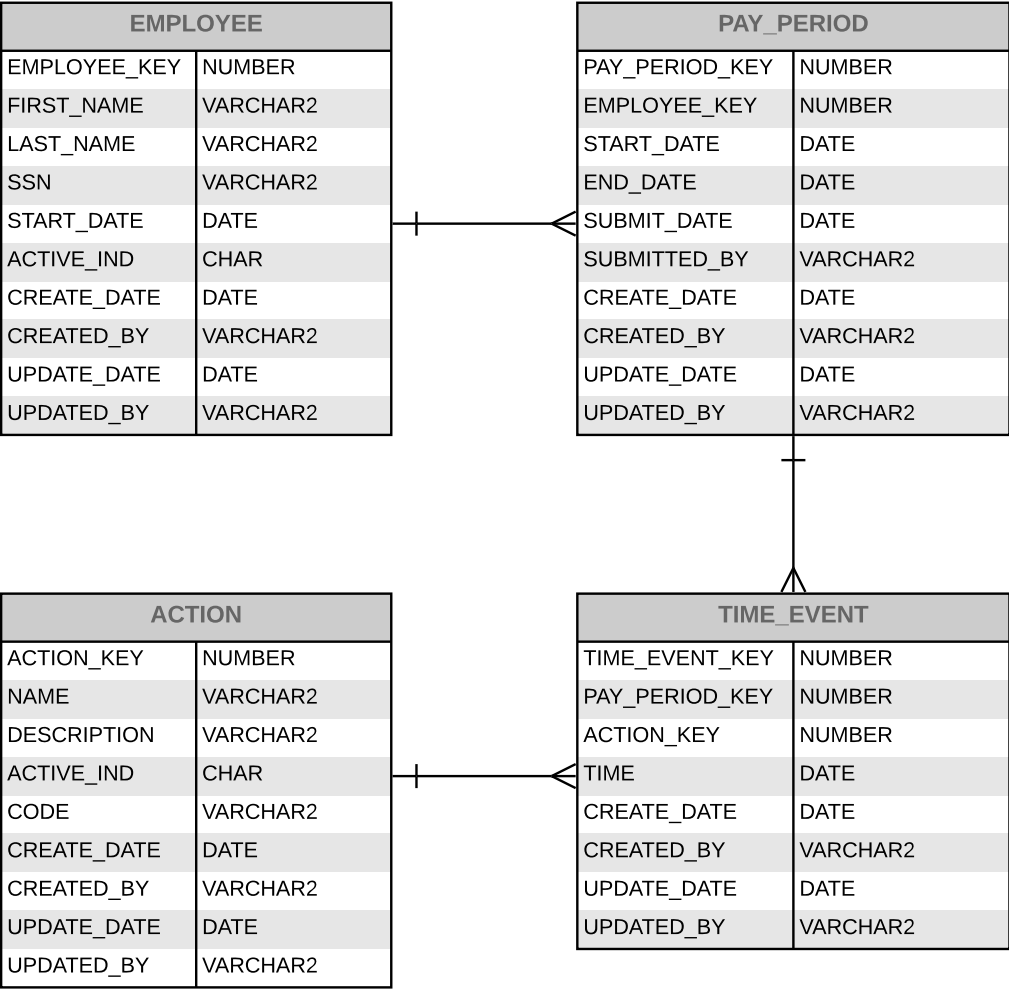 EMPLOYEE
EMPLOYEE_KEY NUMBER
FIRST_NAME VARCHAR2
LAST_NAME VARCHAR2
SSN VARCHAR2
START_DATE DATE
ACTIVE_IND CHAR
CREATE_DATE DATE
CREATED_BY VARCHAR2
UPDATE_DATE DATE
UPDATED_BY VARCHAR2
PAY_PERIOD
PAY_PERIOD_KEY NUMBER
EMPLOYEE_KEY NUMBER
START_DATE DATE
END_DATE DATE
SUBMIT_DATE DATE
SUBMITTED_BY VARCHAR2
CREATE_DATE DATE
CREATED_BY VARCHAR2
UPDATE_DATE DATE
UPDATED_BY VARCHAR2
ACTION
ACTION_KEY NUMBER
NAME VARCHAR2
DESCRIPTION VARCHAR2
ACTIVE_IND CHAR
CODE VARCHAR2
CREATE_DATE DATE
CREATED_BY VARCHAR2
UPDATE_DATE DATE
UPDATED_BY VARCHAR2
TIME_EVENT
TIME_EVENT_KEY NUMBER
PAY_PERIOD_KEY NUMBER
ACTION_KEY NUMBER
TIME DATE
CREATE_DATE DATE
CREATED_BY VARCHAR2
UPDATE_DATE DATE
UPDATED_BY VARCHAR2